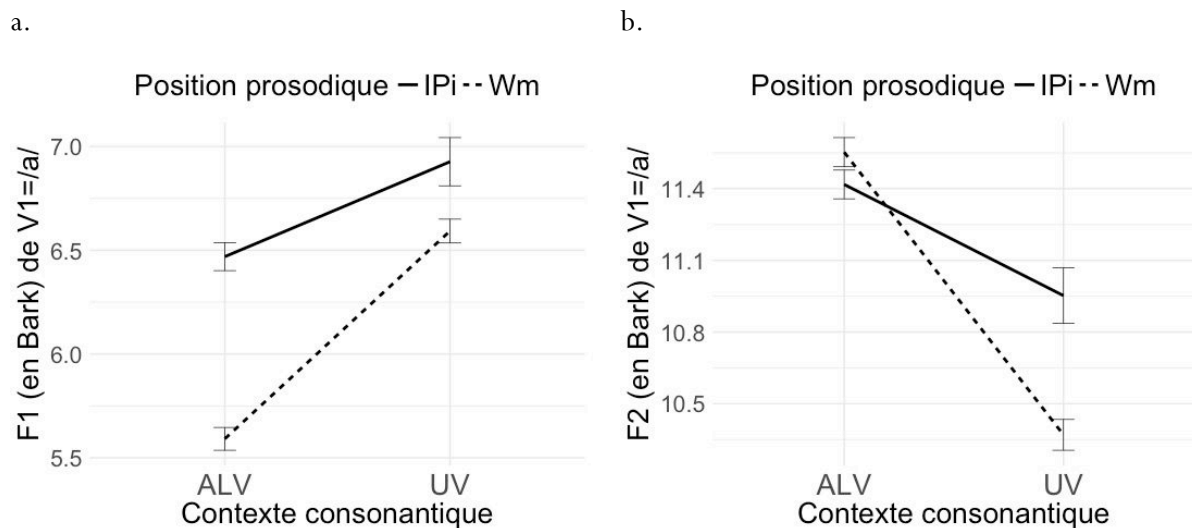 a.
Position prosodique — IPi -- Wm
F1 (en Bark) de V1=/a/
7.0
6.5
6.0
5.5
ALV UV
Contexte consonantique
b.
Position prosodique — IPi -- Wm
F2 (en Bark) de V1=/a/
11.4
11.1
10.8
10.5
ALV UV
Contexte consonantique